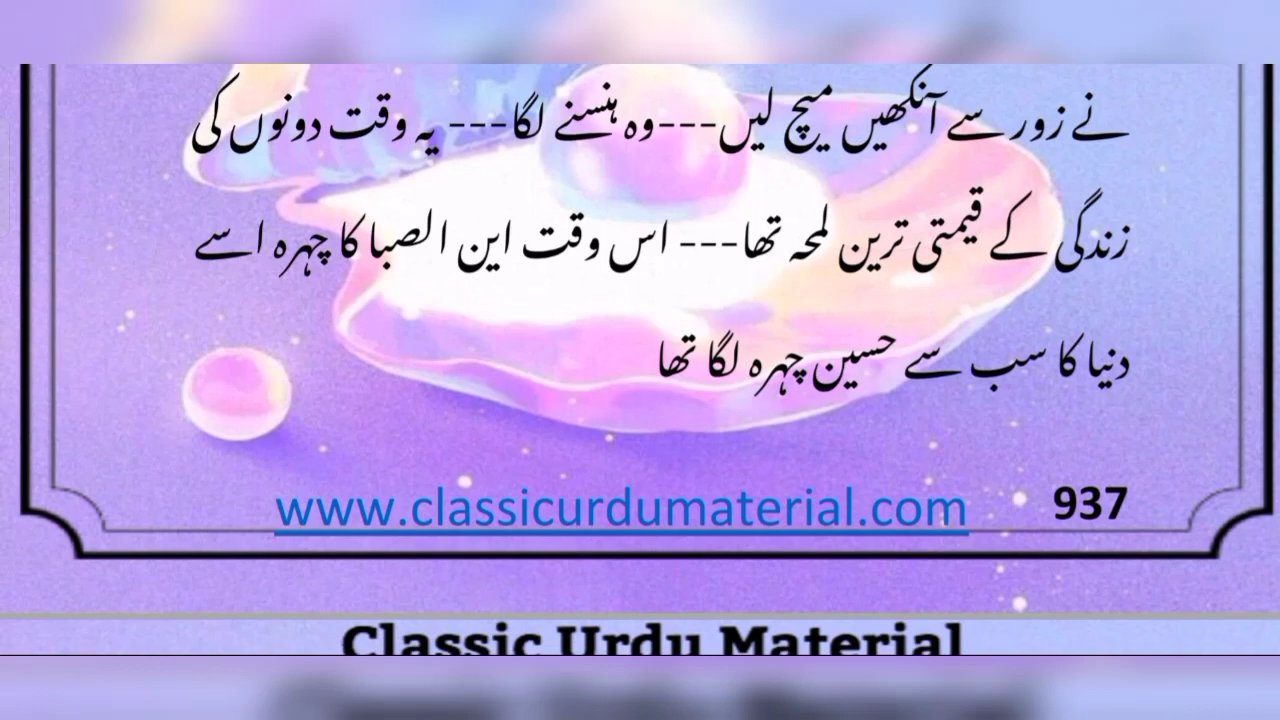 نے زور سے آنکھیں میچ لیں---وہ ہنسنے لگا--- یہ وقت دونوں کی
زندگی کے قیمتی ترین لمحہ تھا--- اس وقت این الصبا کا چہرہ اسے
دنیا کا سب سے حسین چہرہ لگا تھا
www.classicurdumaterial.com 937
Classic Urdu Material